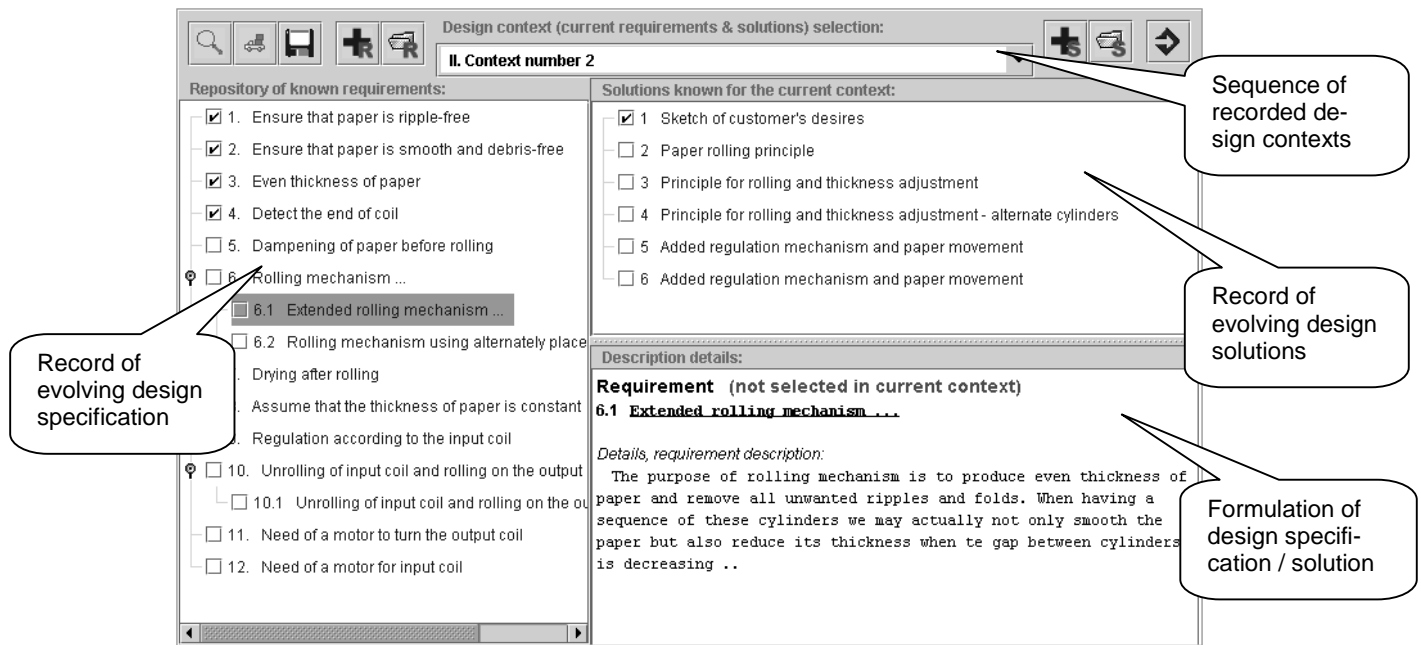 Design context (current requirements & solutions) selection:
II. Context number 2
R
R
S
S
Repository of known requirements:
1. Ensure that paper is ripple-free
2. Ensure that paper is smooth and debris-free
3. Even thickness of paper
4. Detect the end of coil
5. Dampening of paper before rolling
6 Rolling mechanism ...
6.1 Extended rolling mechanism ...
6.2 Rolling mechanism using alternately place
Drying after rolling
Assume that the thickness of paper is constant
Regulation according to the input coil
10. Unrolling of input coil and rolling on the output
10.1 Unrolling of input coil and rolling on the ou
11. Need of a motor to turn the output coil
12. Need of a motor for input coil
Solutions known for the current context:
1 Sketch of customer's desires
2 Paper rolling principle
3 Principle for rolling and thickness adjustment
4 Principle for rolling and thickness adjustment - alternate cylinders
5 Added regulation mechanism and paper movement
6 Added regulation mechanism and paper movement
Description details:
Requirement (not selected in current context)
6.1 Extended rolling mechanism ...
Details, requirement description:
The purpose of rolling mechanism is to produce even thickness of
paper and remove all unwanted ripples and folds. When having a
sequence of these cylinders we may actually not only smooth the
paper but also reduce its thickness when te gap between cylinders
is decreasing ..
Sequence of
recorded de-
sign contexts
Record of
evolving design
solutions
Formulation of
design specifi-
cation / solution
Record of
evolving design
specification